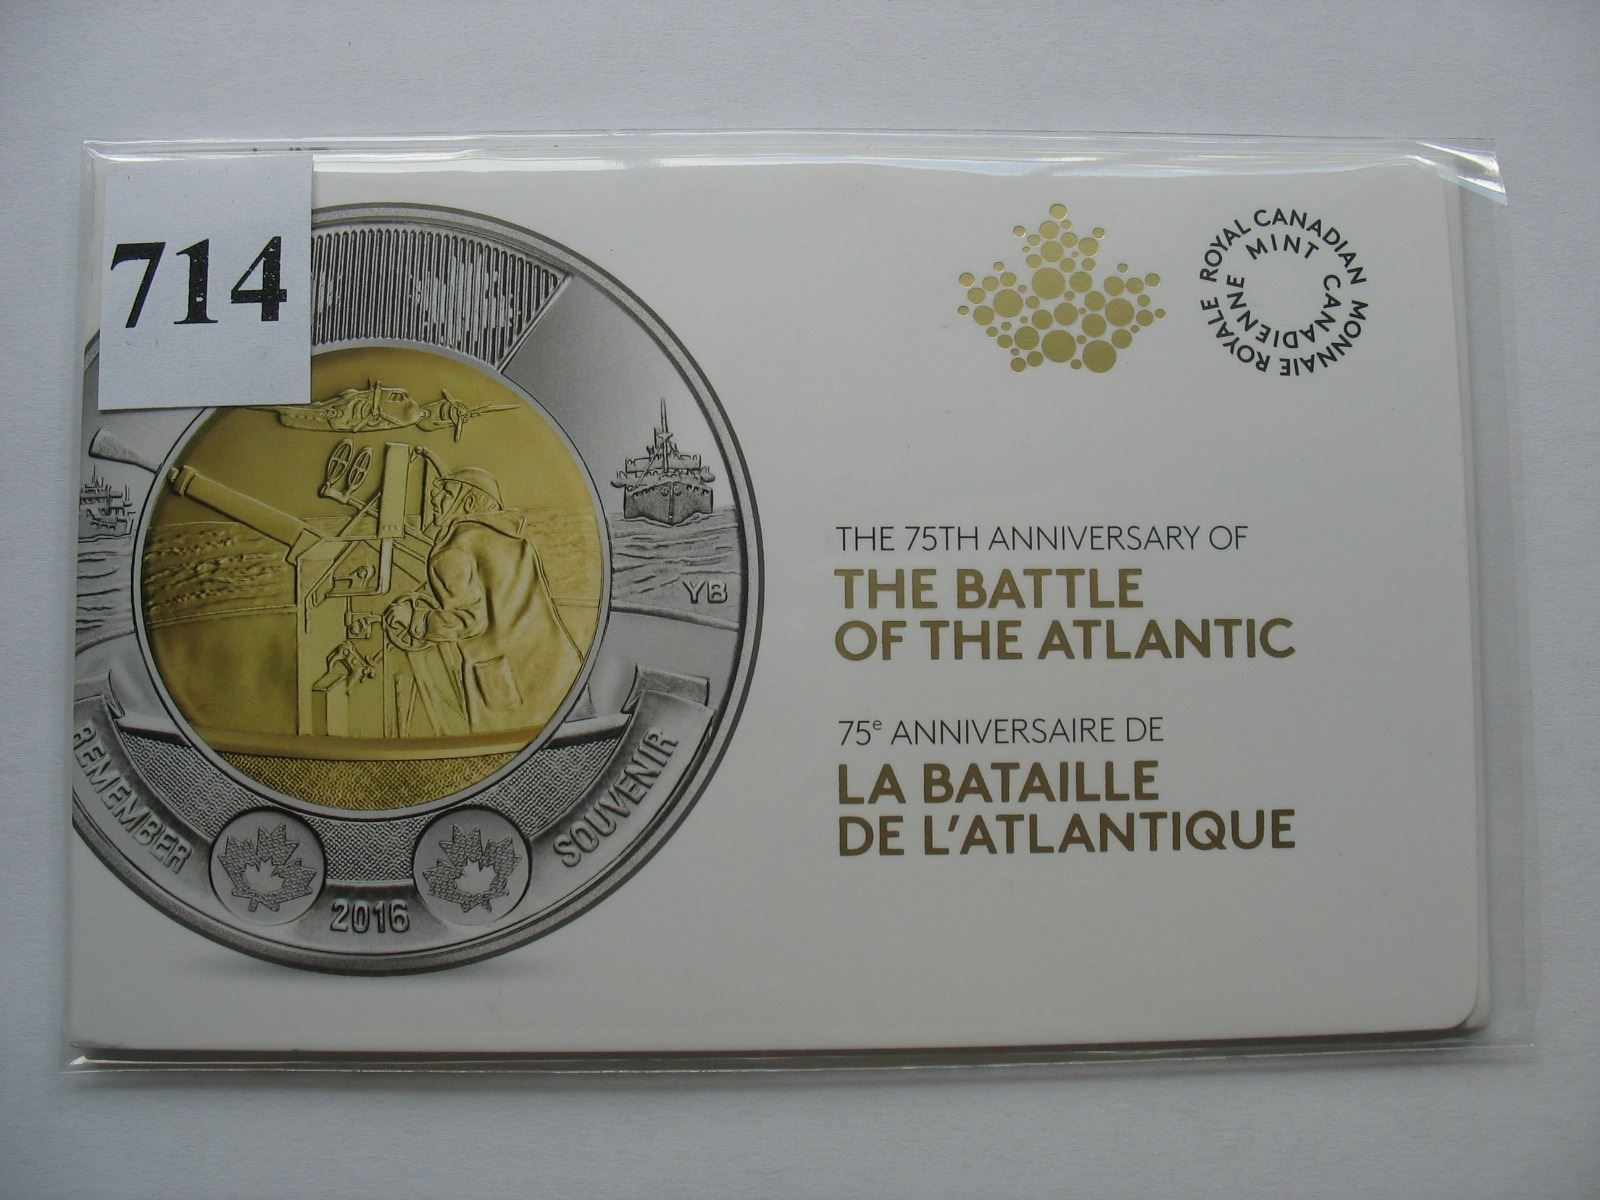 714
ROYAL CANADIAN MINT
MONNAIE ROYALE CANADIENNE
YB
REMEMBER
SOUVENIR
2016
THE 75TH ANNIVERSARY OF
THE BATTLE
OF THE ATLANTIC
75e ANNIVERSAIRE DE
LA BATAILLE
DE L'ATLANTIQUE